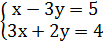 x − 3y = 5
3x + 2y = 4